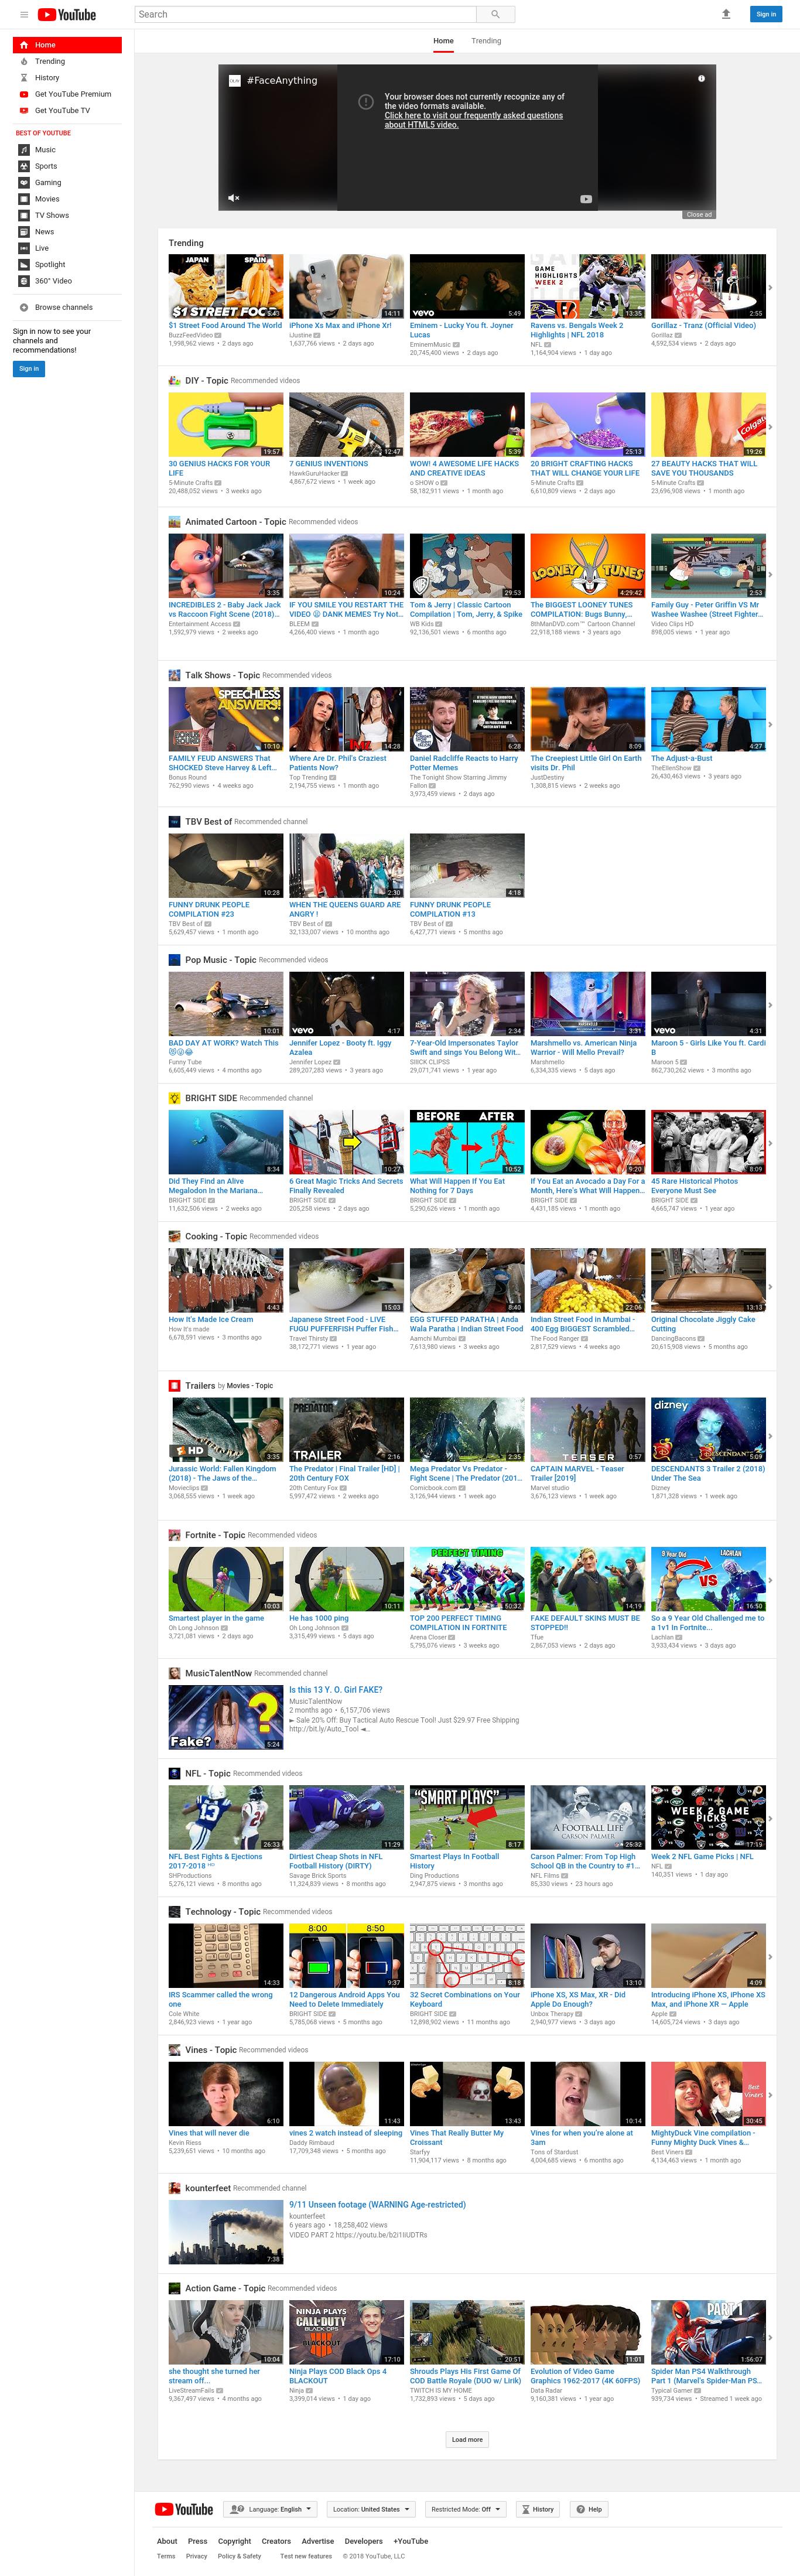 YouTube
Search
Sign in
Home
Trending
History
Get YouTube Premium
Get YouTube TV
BEST OF YOUTUBE
Music
Sports
Gaming
Movies
TV Shows
News
Live
Spotlight
360° Video
Browse channels
Sign in now to see your
channels and
recommendations!
Sign in
Home Trending
#FaceAnything
Your browser does not currently recognize any of
the video formats available.
Click here to visit our frequently asked questions
about HTML5 video.
Close ad
Trending
$1 Street Food Around The World
BuzzFeedVideo
1,998,962 views • 2 days ago
iPhone Xs Max and iPhone Xr!
iJustine
1,637,766 views • 2 days ago
Eminem - Lucky You ft. Joyner
Lucas
EminemMusic
20,745,400 views • 2 days ago
Ravens vs. Bengals Week 2
Highlights | NFL 2018
NFL
1,164,904 views • 1 day ago
Gorillaz - Tranz (Official Video)
Gorillaz
4,592,534 views • 2 days ago
DIY - Topic Recommended videos
30 GENIUS HACKS FOR YOUR
LIFE
5-Minute Crafts
20,488,052 views • 3 weeks ago
7 GENIUS INVENTIONS
HawkGuruHacker
4,867,672 views • 1 week ago
WOW! 4 AWESOME LIFE HACKS
AND CREATIVE IDEAS
o SHOW o
58,182,911 views • 1 month ago
20 BRIGHT CRAFTING HACKS
THAT WILL CHANGE YOUR LIFE
5-Minute Crafts
6,610,809 views • 2 days ago
27 BEAUTY HACKS THAT WILL
SAVE YOU THOUSANDS
5-Minute Crafts
23,696,908 views • 1 month ago
Animated Cartoon - Topic Recommended videos
INCREDIBLES 2 - Baby Jack Jack
vs Raccoon Fight Scene (2018)...
Entertainment Access
1,592,979 views • 2 weeks ago
IF YOU SMILE YOU RESTART THE
VIDEO 😩 DANK MEMES Try Not...
BLEEM
4,266,400 views • 1 month ago
Tom & Jerry | Classic Cartoon
Compilation | Tom, Jerry, & Spike
WB Kids
92,136,501 views • 6 months ago
The BIGGEST LOONEY TUNES
COMPILATION: Bugs Bunny,...
8thManDVD.com™ Cartoon Channel
22,918,188 views • 3 years ago
Family Guy - Peter Griffin VS Mr
Washee Washee (Street Fighter...
Video Clips HD
898,005 views • 1 year ago
Talk Shows - Topic Recommended videos
FAMILY FEUD ANSWERS That
SHOCKED Steve Harvey & Left...
Bonus Round
762,990 views • 4 weeks ago
Where Are Dr. Phil's Craziest
Patients Now?
Top Trending
2,194,755 views • 1 month ago
Daniel Radcliffe Reacts to Harry
Potter Memes
The Tonight Show Starring Jimmy
Fallon
3,973,459 views • 2 days ago
The Creepiest Little Girl On Earth
visits Dr. Phil
JustDestiny
1,308,815 views • 2 weeks ago
The Adjust-a-Bust
TheEllenShow
26,430,463 views • 3 years ago
TBV Best of Recommended channel
FUNNY DRUNK PEOPLE
COMPILATION #23
TBV Best of
5,629,457 views • 1 month ago
WHEN THE QUEENS GUARD ARE
ANGRY !
TBV Best of
32,133,007 views • 10 months ago
FUNNY DRUNK PEOPLE
COMPILATION #13
TBV Best of
6,427,771 views • 5 months ago
Pop Music - Topic Recommended videos
BAD DAY AT WORK? Watch This
Funny Tube
6,605,449 views • 4 months ago
Jennifer Lopez - Booty ft. Iggy
Azalea
Jennifer Lopez
289,207,283 views • 3 years ago
7-Year-Old Impersonates Taylor
Swift and sings You Belong Wit...
SlIICK CLIPSS
29,071,741 views • 1 year ago
Marshmello vs. American Ninja
Warrior - Will Mello Prevail?
Marshmello
6,334,335 views • 5 days ago
Maroon 5 - Girls Like You ft. Cardi
B
Maroon 5
862,730,262 views • 3 months ago
BRIGHT SIDE Recommended channel
Did They Find an Alive
Megalodon In the Mariana...
BRIGHT SIDE
11,632,506 views • 2 weeks ago
6 Great Magic Tricks And Secrets
Finally Revealed
BRIGHT SIDE
205,258 views • 2 days ago
What Will Happen If You Eat
Nothing for 7 Days
BRIGHT SIDE
5,290,626 views • 1 month ago
If You Eat an Avocado a Day For a
Month, Here's What Will Happen...
BRIGHT SIDE
4,431,185 views • 1 month ago
45 Rare Historical Photos
Everyone Must See
BRIGHT SIDE
4,665,747 views • 1 year ago
Cooking - Topic Recommended videos
How It's Made Ice Cream
How It's made
6,678,591 views • 3 months ago
Japanese Street Food - LIVE
FUGU PUFFERFISH Puffer Fish...
Travel Thirsty
38,172,771 views • 1 year ago
EGG STUFFED PARATHA | Anda
Wala Paratha | Indian Street Food
Aamchi Mumbai
7,613,980 views • 3 weeks ago
Indian Street Food in Mumbai -
400 Egg BIGGEST Scrambled...
The Food Ranger
2,817,529 views • 4 weeks ago
Original Chocolate Jiggly Cake
Cutting
DancingBacons
20,615,908 views • 5 months ago
Trailers by Movies - Topic
Jurassic World: Fallen Kingdom
(2018) - The Jaws of the...
Movieclips
3,068,555 views • 1 week ago
The Predator | Final Trailer [HD] |
20th Century FOX
20th Century Fox
5,997,472 views • 2 weeks ago
Mega Predator Vs Predator -
Fight Scene | The Predator (201...
Comicbook.com
3,126,944 views • 1 week ago
CAPTAIN MARVEL - Teaser
Trailer [2019]
Marvel studio
3,676,123 views • 1 week ago
DESCENDANTS 3 Trailer 2 (2018)
Under The Sea
Dizney
1,871,328 views • 1 week ago
Fortnite - Topic Recommended videos
Smartest player in the game
Oh Long Johnson
3,721,081 views • 2 days ago
He has 1000 ping
Oh Long Johnson
3,315,499 views • 5 days ago
TOP 200 PERFECT TIMING
COMPILATION IN FORTNITE
Arena Closer
5,795,076 views • 3 weeks ago
FAKE DEFAULT SKINS MUST BE
STOPPED!!
Tfue
2,867,053 views • 2 days ago
So a 9 Year Old Challenged me to
a 1v1 In Fortnite...
Lachlan
3,933,434 views • 3 days ago
MusicTalentNow Recommended channel
Is this 13 Y. O. Girl FAKE?
MusicTalentNow
2 months ago • 6,157,706 views
► Sale 20% Off: Buy Tactical Auto Rescue Tool! Just $29.97 Free Shipping
http://bit.ly/Auto_Tool ◄...
NFL - Topic Recommended videos
NFL Best Fights & Ejections
2017-2018 ᴴᴰ
SHProductions
5,276,121 views • 8 months ago
Dirtiest Cheap Shots in NFL
Football History (DIRTY)
Savage Brick Sports
11,324,839 views • 8 months ago
Smartest Plays In Football
History
Ding Productions
2,947,875 views • 3 months ago
Carson Palmer: From Top High
School QB in the Country to #1...
NFL Films
85,330 views • 23 hours ago
Week 2 NFL Game Picks | NFL
NFL
140,351 views • 1 day ago
Technology - Topic Recommended videos
IRS Scammer called the wrong
one
Cole White
2,846,923 views • 1 year ago
12 Dangerous Android Apps You
Need to Delete Immediately
BRIGHT SIDE
5,785,068 views • 5 months ago
32 Secret Combinations on Your
Keyboard
BRIGHT SIDE
12,898,902 views • 11 months ago
iPhone XS, XS Max, XR - Did
Apple Do Enough?
Unbox Therapy
2,940,977 views • 3 days ago
Introducing iPhone XS, iPhone XS
Max, and iPhone XR — Apple
Apple
14,605,724 views • 3 days ago
Vines - Topic Recommended videos
Vines that will never die
Kevin Riess
5,239,651 views • 10 months ago
vines 2 watch instead of sleeping
Daddy Rimbaud
17,709,348 views • 5 months ago
Vines That Really Butter My
Croissant
Starfyy
11,904,117 views • 8 months ago
Vines for when you're alone at
3am
Tons of Stardust
4,004,685 views • 6 months ago
MightyDuck Vine compilation -
Funny Mighty Duck Vines &...
Best Viners
4,134,463 views • 1 month ago
kounterfeet Recommended channel
9/11 Unseen footage (WARNING Age-restricted)
kounterfeet
6 years ago • 18,258,402 views
VIDEO PART 2 https://youtu.be/b2i1IiUDTRs
Action Game - Topic Recommended videos
she thought she turned her
stream off...
LiveStreamFails
9,367,497 views • 4 months ago
Ninja Plays COD Black Ops 4
BLACKOUT
Ninja
3,399,014 views • 1 day ago
Shrouds Plays His First Game Of
COD Battle Royale (DUO w/ Lirik)
TWITCH IS MY HOME
1,732,893 views • 5 days ago
Evolution of Video Game
Graphics 1962-2017 (4K 60FPS)
Data Radar
9,160,381 views • 1 year ago
Spider Man PS4 Walkthrough
Part 1 (Marvel's Spider-Man PS...
Typical Gamer
939,734 views • Streamed 1 week ago
Load more
YouTube Language: English Location: United States Restricted Mode: Off History Help
About Press Copyright Creators Advertise Developers +YouTube
Terms Privacy Policy & Safety Test new features © 2018 YouTube, LLC